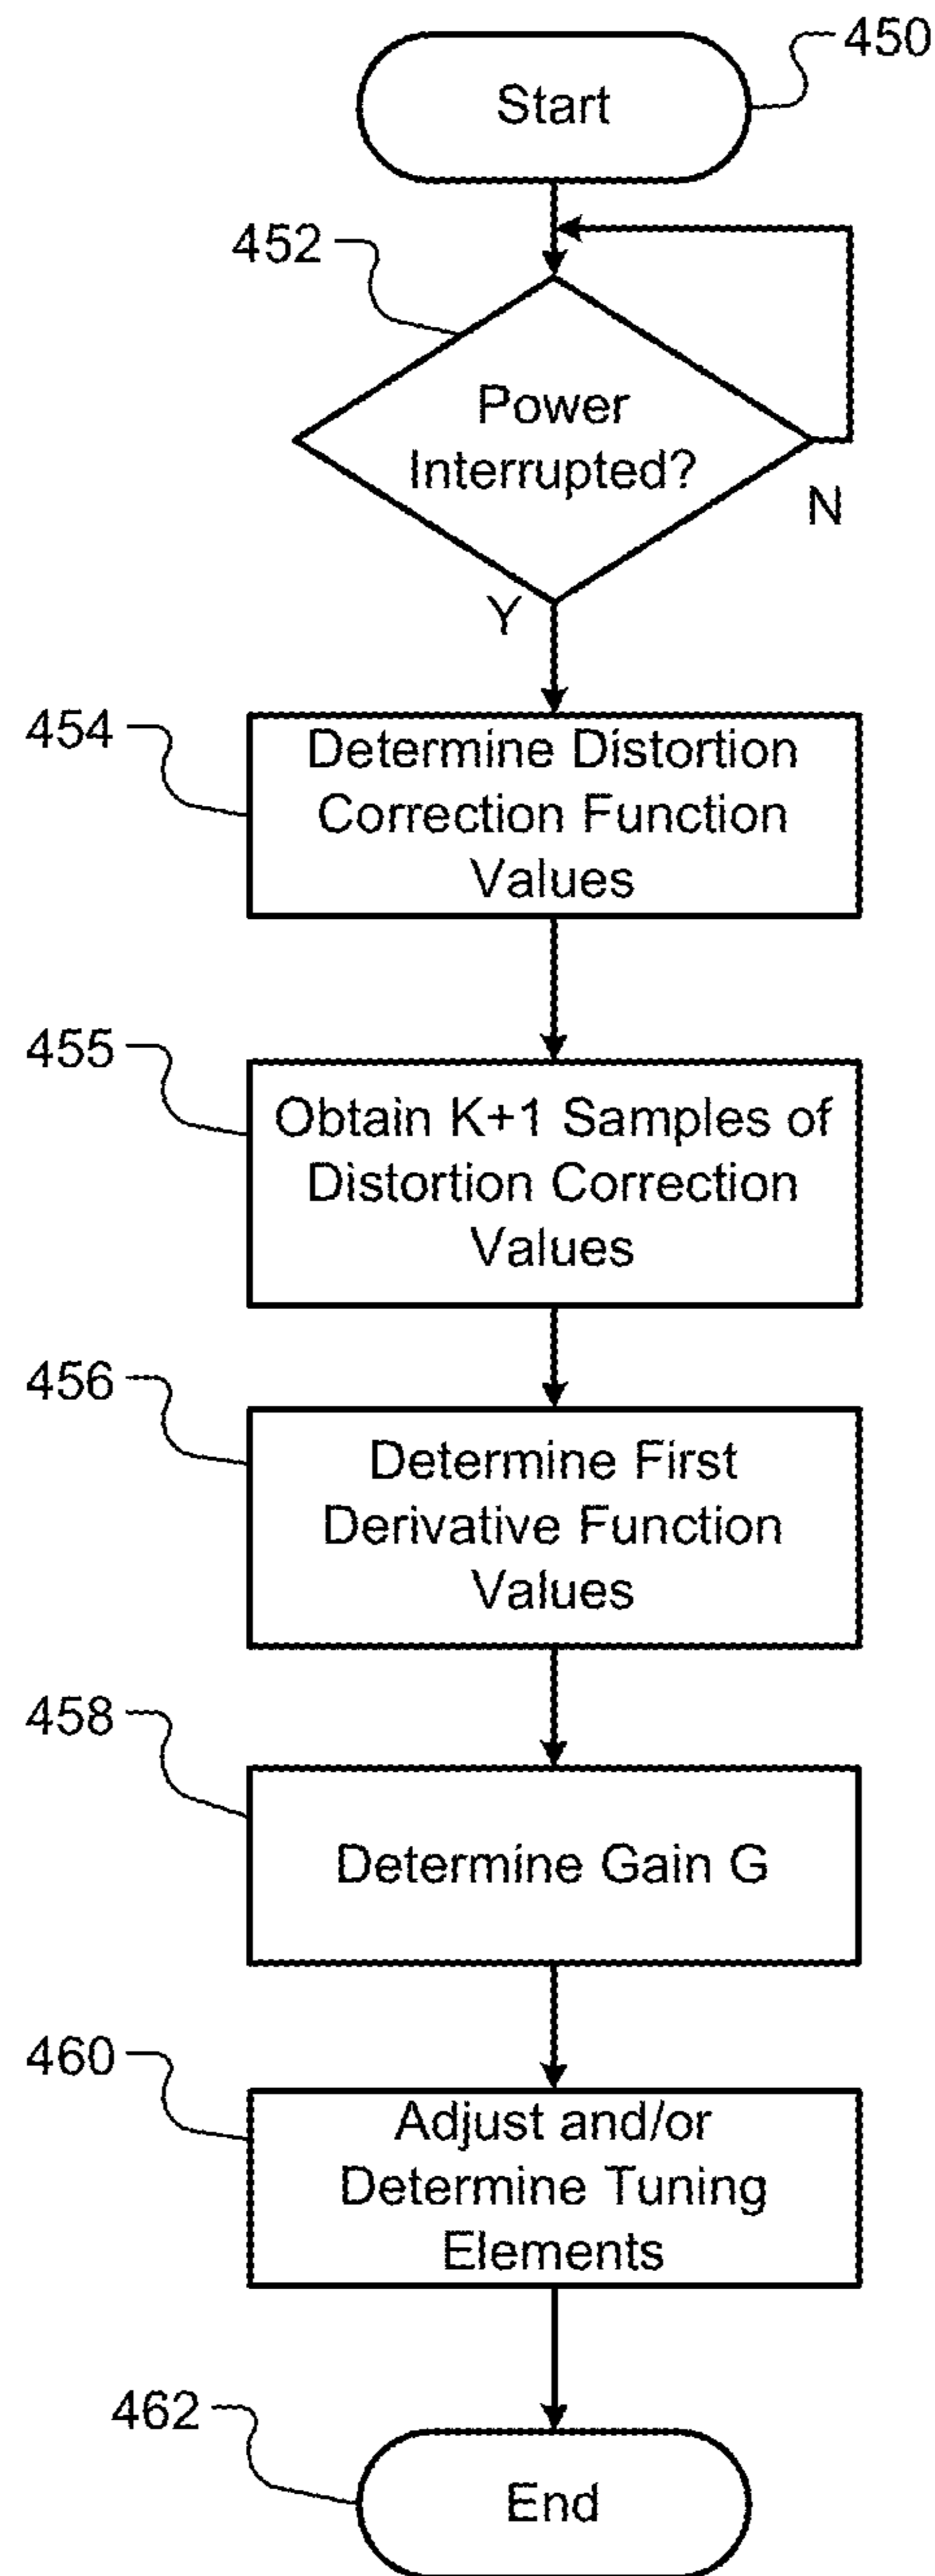 450
Start
452
Power
Interrupted?
N
Y
454
Determine Distortion
Correction Function
Values
455
Obtain K+1 Samples of
Distortion Correction
Values
456
Determine First
Derivative Function
Values
458
Determine Gain G
460
Adjust and/or
Determine Tuning
Elements
462
End